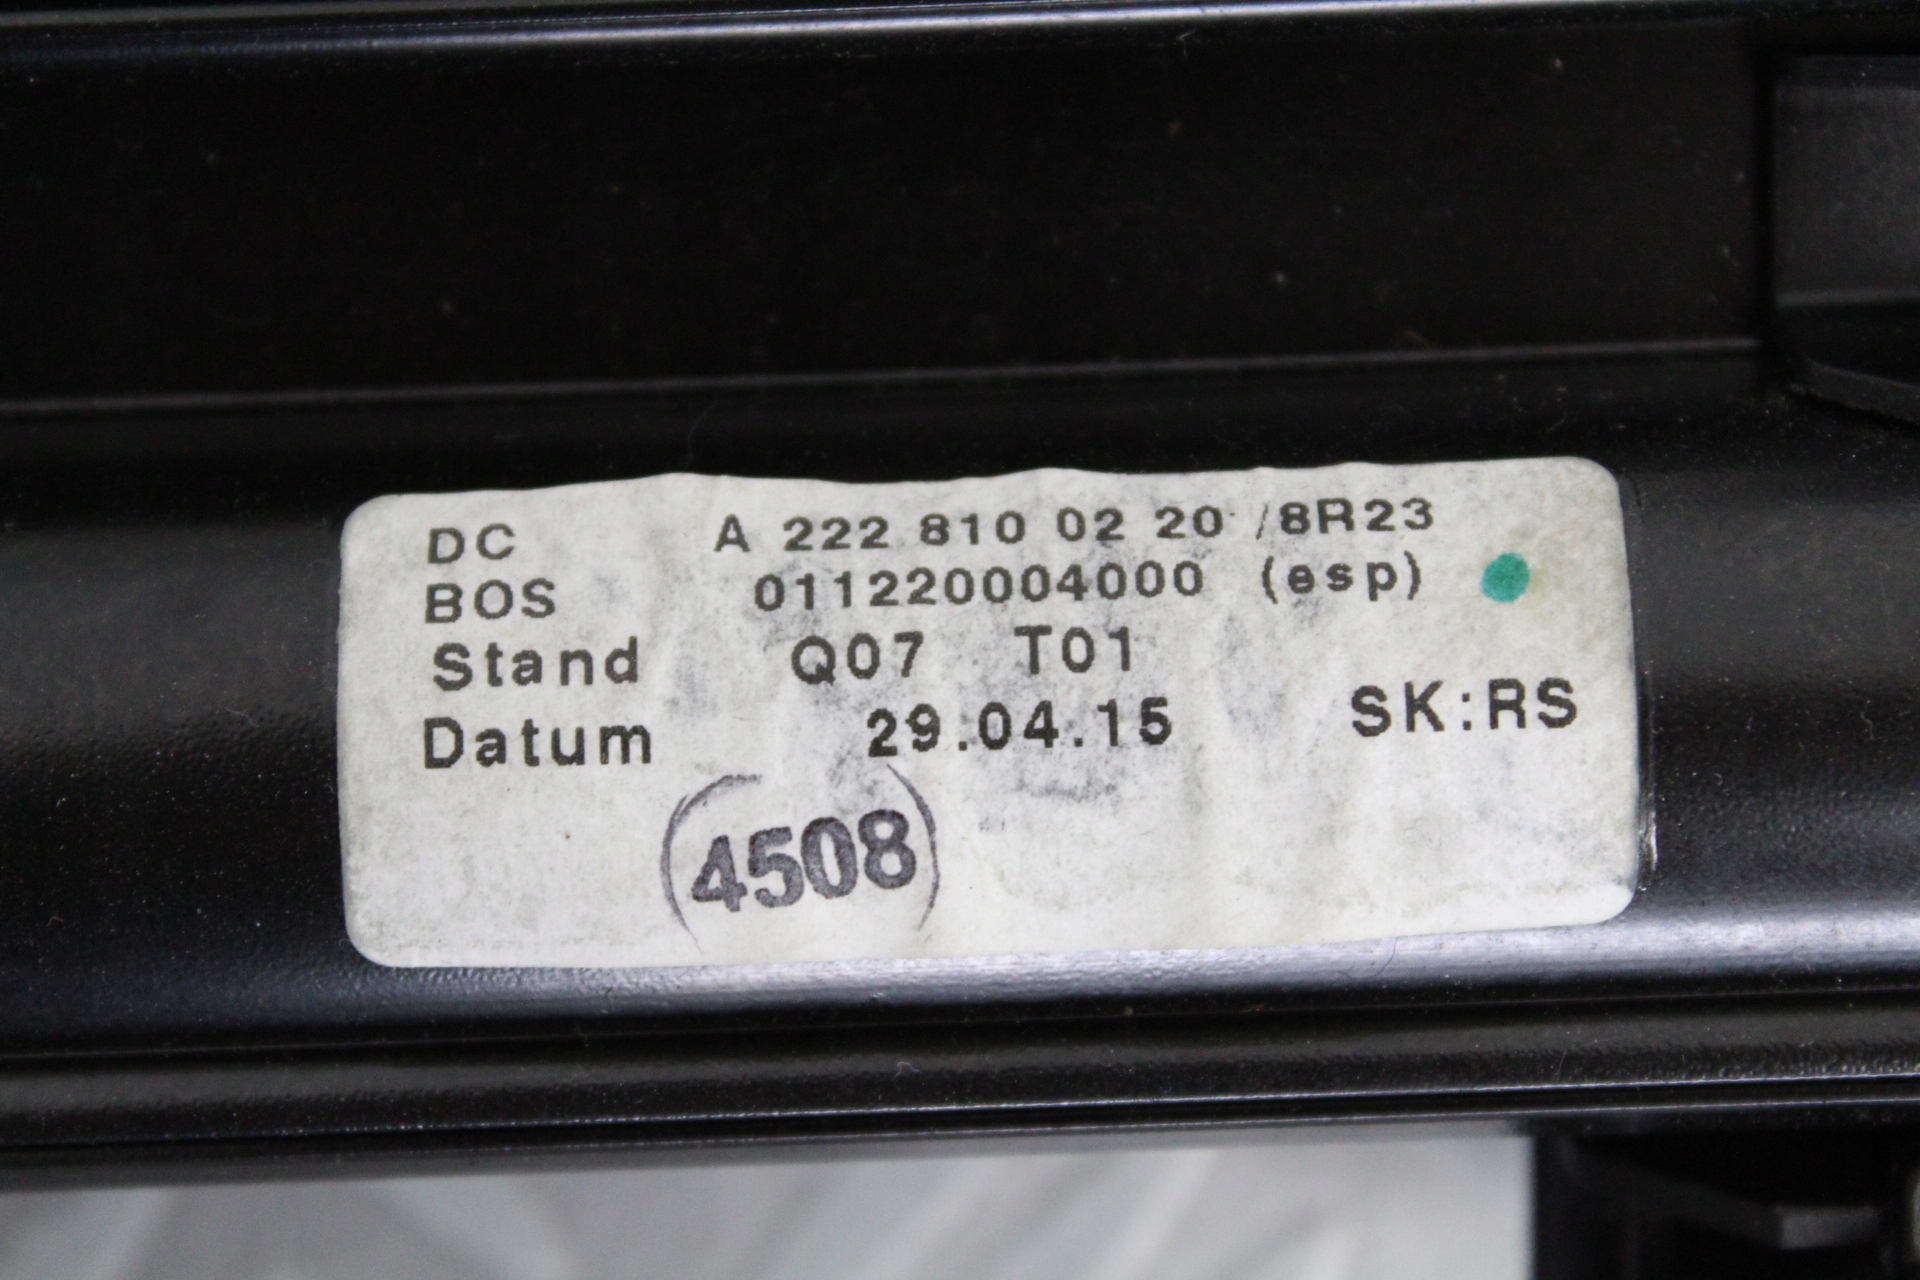 DC A 222 810 02 20 /8R23
BOS 011220004000 (esp)
Stand Q07 T01
Datum 29.04.15 SK:RS
(4508)